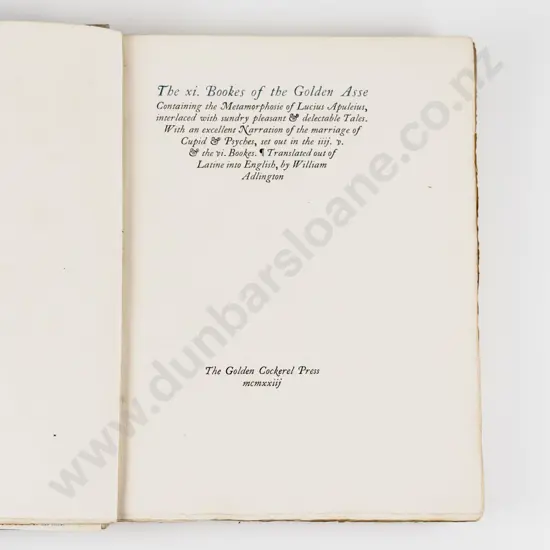 The xi. Bookes of the Golden Asse
Containing the Metamorphosie of Lucius Apuleius,
interlaced with sundry pleasant & delectable Tales.
With an excellent Narration of the marriage of
Cupid & Psyches, set out in the iiij. v.
& the vi. Bookes. ¶ Translated out of
Latine into English, by William
Adlington
The Golden Cockerel Press
mcmxxiij
www.dunbarsloane.co.nz